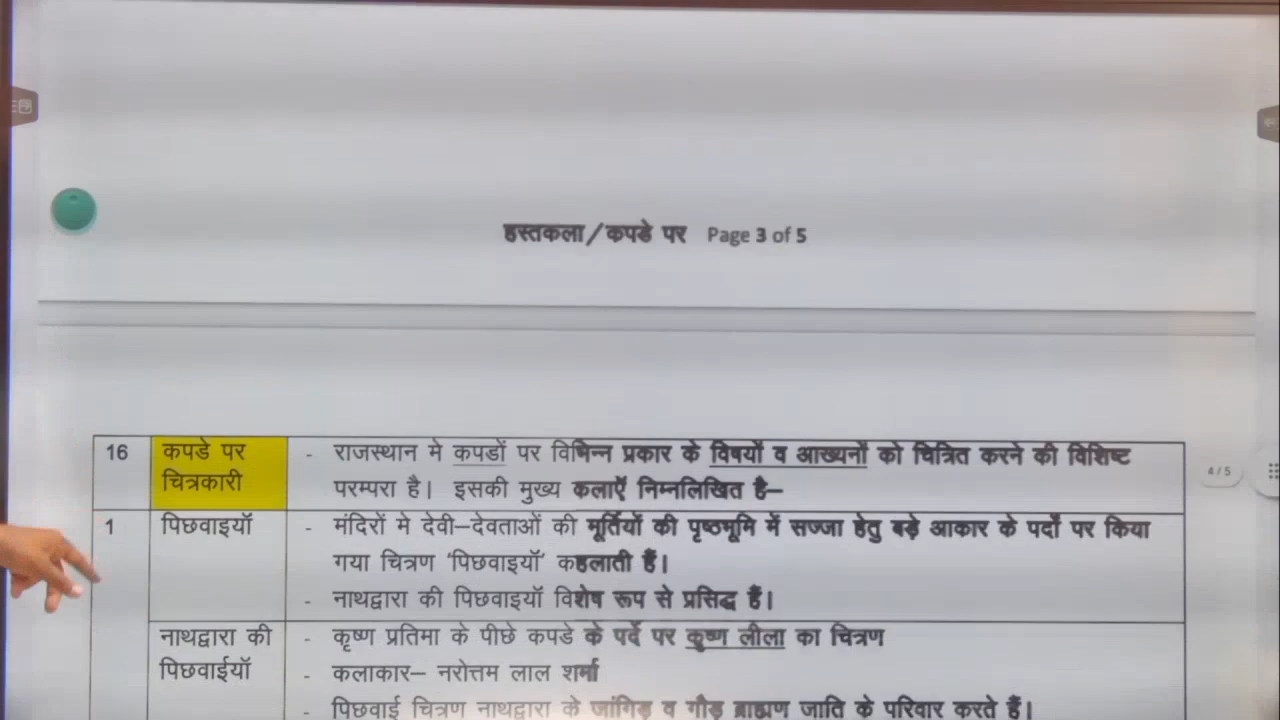 हस्तकला/कपडे पर Page 3 of 5
16 कपडे पर चित्रकारी - राजस्थान मे कपडों पर विभिन्न प्रकार के विषयों व आख्यनों को चित्रित करने की विशिष्ट
परम्परा है। इसकी मुख्य कलाऍ निम्नलिखित है–
4 / 5
1 पिछवाइयॉ - मंदिरों मे देवी–देवताओं की मूर्तियों की पृष्ठभूमि में सज्जा हेतु बड़े आकार के पर्दों पर किया
गया चित्रण 'पिछवाइयॉ' कहलाती हैं।
- नाथद्वारा की पिछवाइयॉ विशेष रूप से प्रसिद्ध हैं।
नाथद्वारा की पिछवाईयॉ - कृष्ण प्रतिमा के पीछे कपडे के पर्दे पर कृष्ण लीला का चित्रण
- कलाकार– नरोत्तम लाल शर्मा
- पिछवाई चित्रण नाथद्वारा के जांगिड़ व गौड़ ब्राह्मण जाति के परिवार करते हैं।